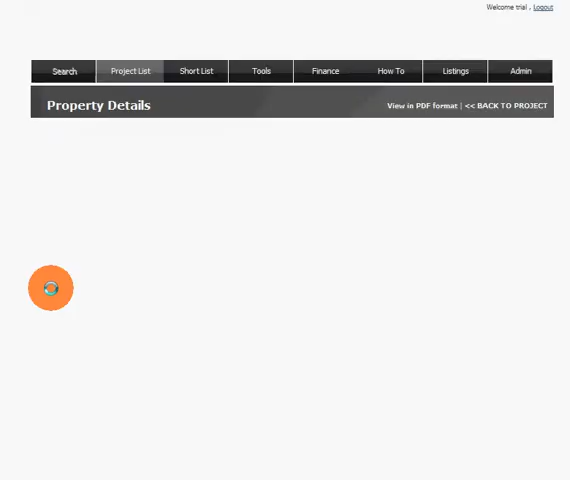 Welcome trial , Logout
Search Project List Short List Tools Finance How To Listings Admin
Property Details View in PDF format | << BACK TO PROJECT